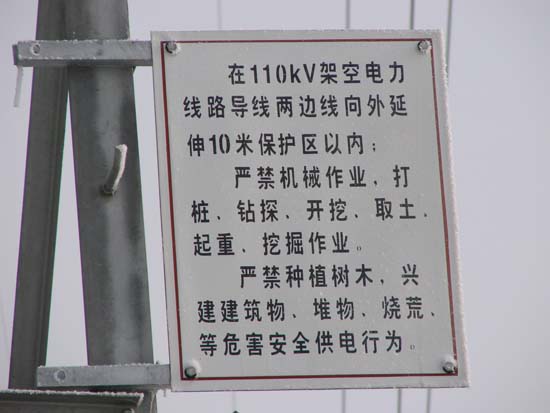 在110kV架空电力
线路导线两边线向外延
伸10米保护区以内：
严禁机械作业、打
桩、钻探、开挖、取土、
起重、挖掘作业。
严禁种植树木，兴
建建筑物、堆物、烧荒、
等危害安全供电行为。